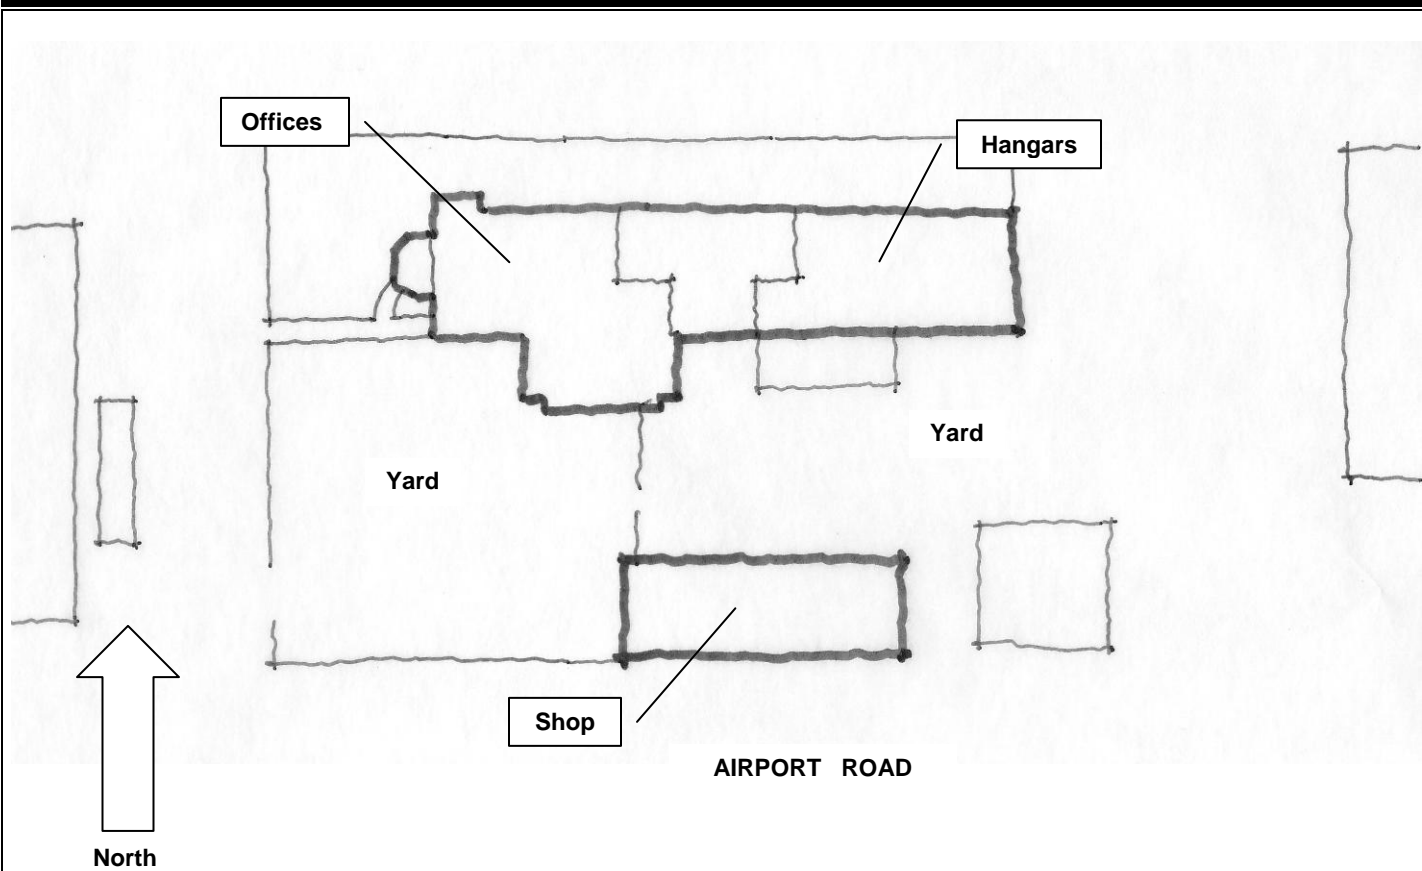 Offices
Hangars
Yard
Yard
Shop
AIRPORT ROAD
North